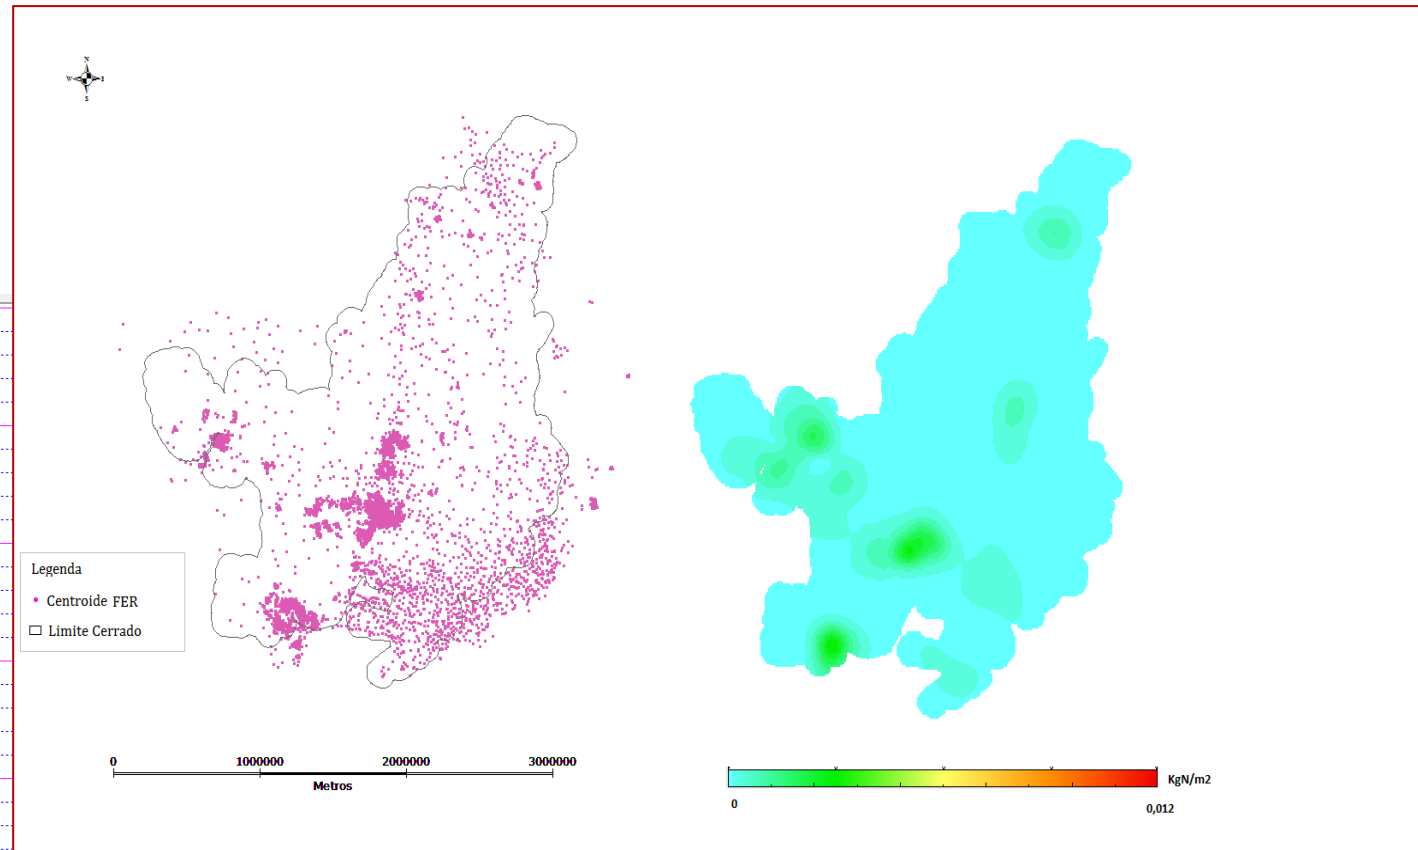 N
W E
S
Legenda
Centroide FER
Limite Cerrado
0 1000000 2000000 3000000
Metros
KgN/m2
0 0,012